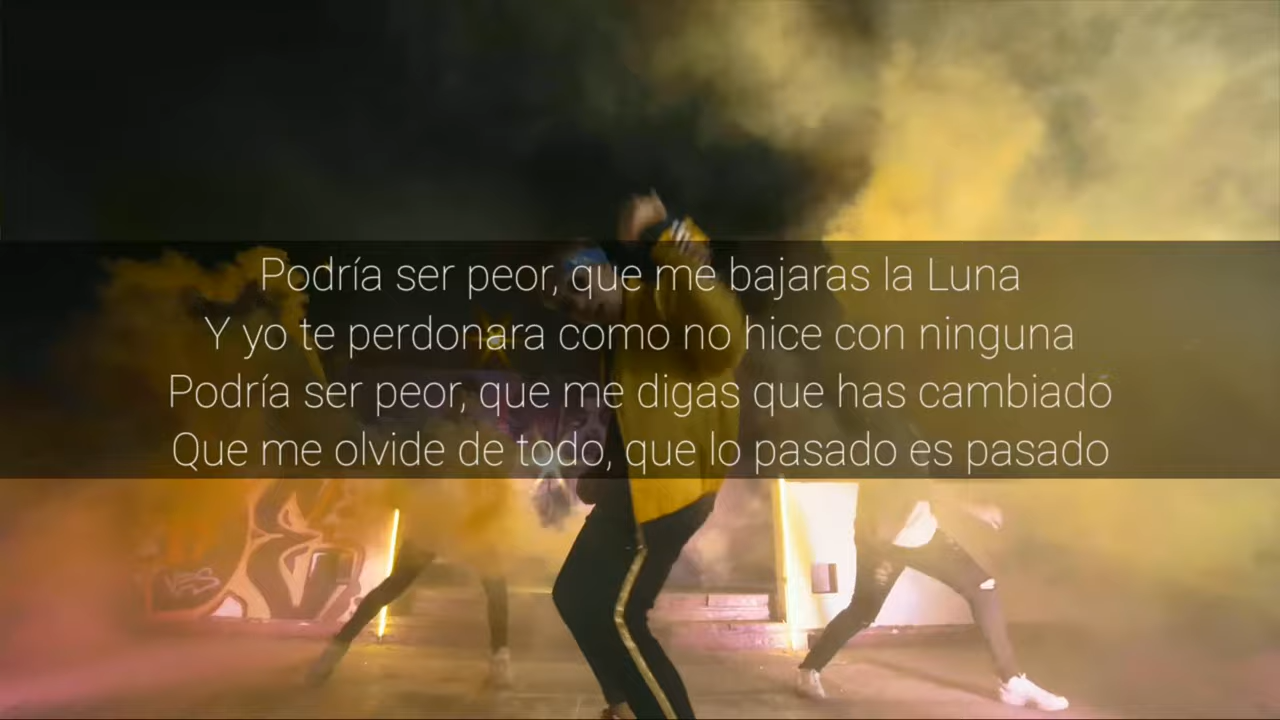 Podría ser peor, que me bajaras la Luna
Y yo te perdonara como no hice con ninguna
Podría ser peor, que me digas que has cambiado
Que me olvide de todo, que lo pasado es pasado